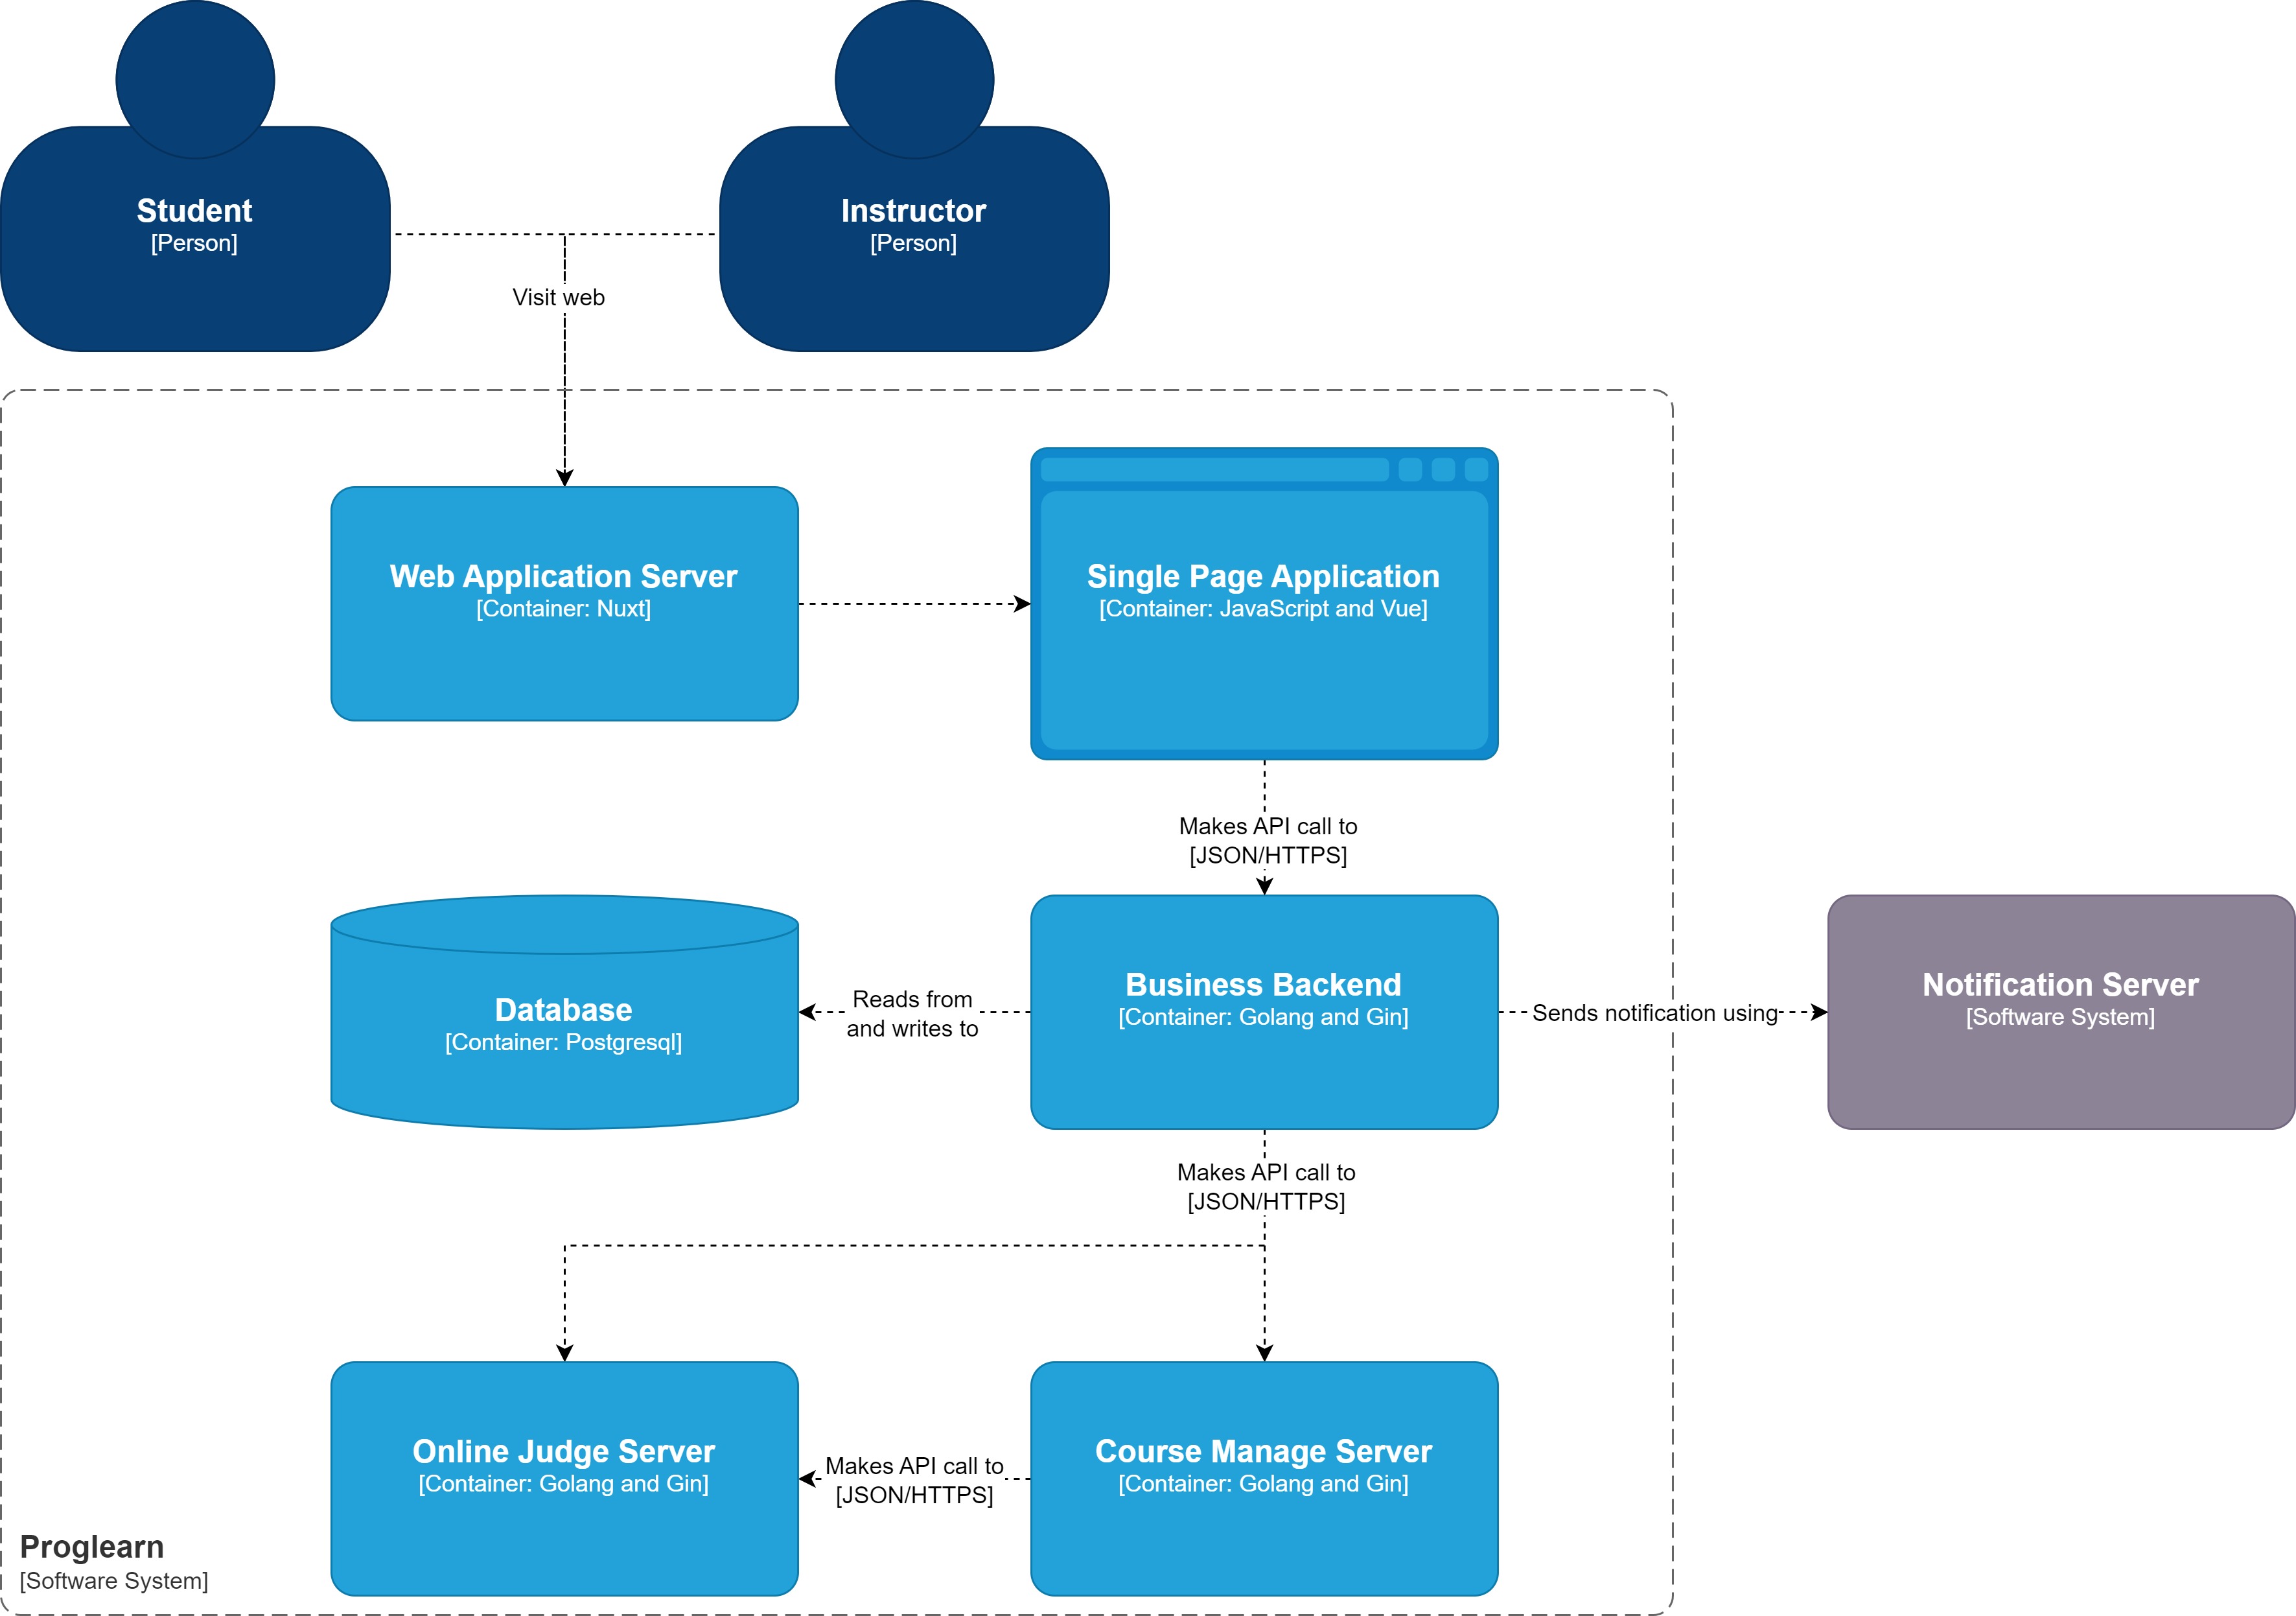 Student
[Person]
Instructor
[Person]
Visit web
Web Application Server
[Container: Nuxt]
Single Page Application
[Container: JavaScript and Vue]
Makes API call to
[JSON/HTTPS]
Database
[Container: Postgresql]
Reads from
and writes to
Business Backend
[Container: Golang and Gin]
Sends notification using
Notification Server
[Software System]
Makes API call to
[JSON/HTTPS]
Online Judge Server
[Container: Golang and Gin]
Makes API call to
[JSON/HTTPS]
Course Manage Server
[Container: Golang and Gin]
Proglearn
[Software System]